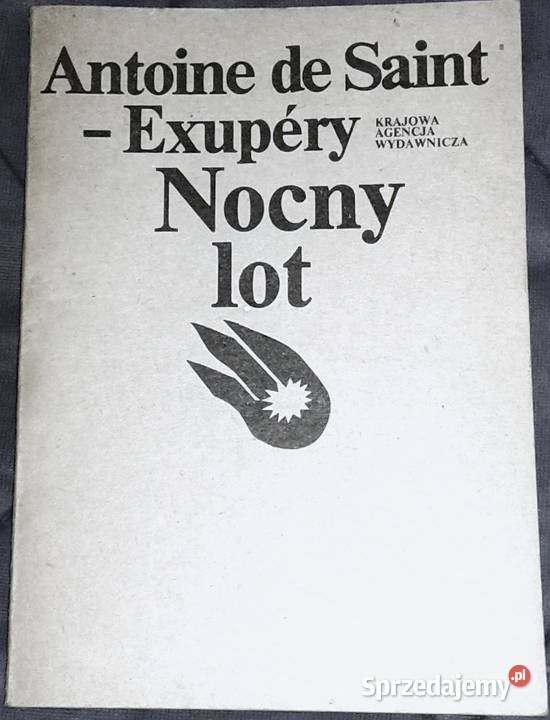 Antoine de Saint
– Exupéry
KRAJOWA
AGENCJA
WYDAWNICZA
Nocny
lot
Sprzedajemy.pl